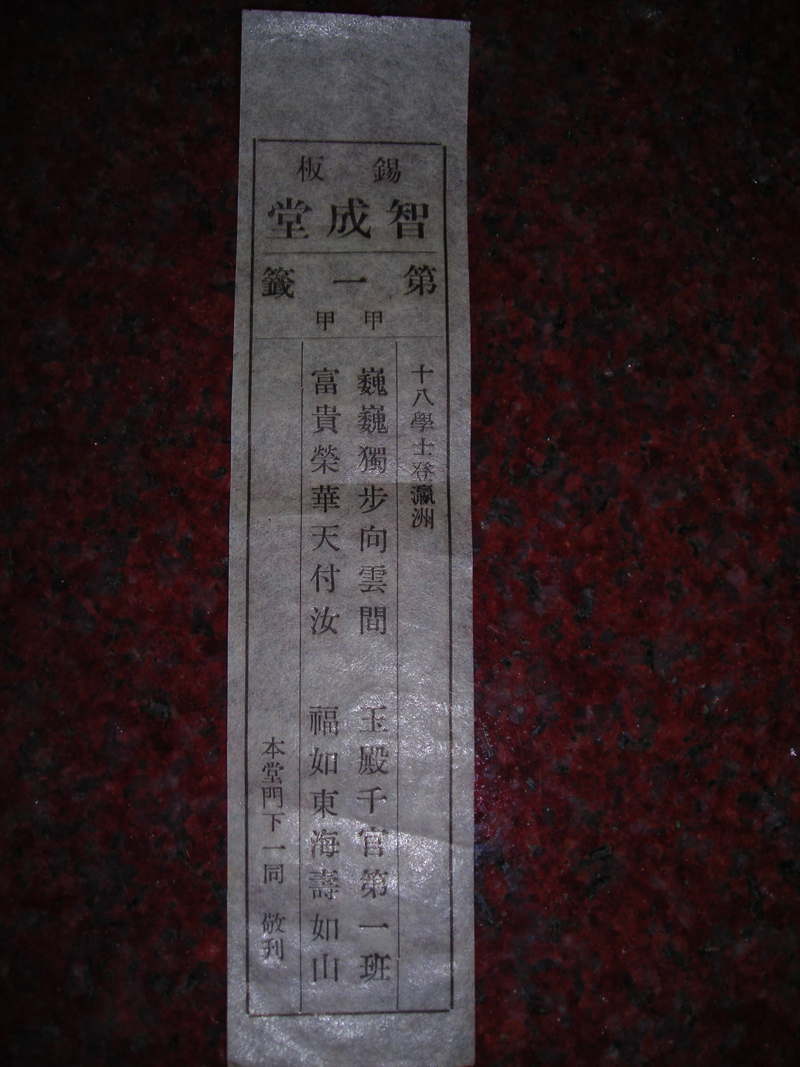 錫板
智成堂
第一籤
甲甲
十八學士登瀛洲
巍巍獨步向雲間 玉殿千官第一班
富貴榮華天付汝 福如東海壽如山
本堂門下一同 敬刊